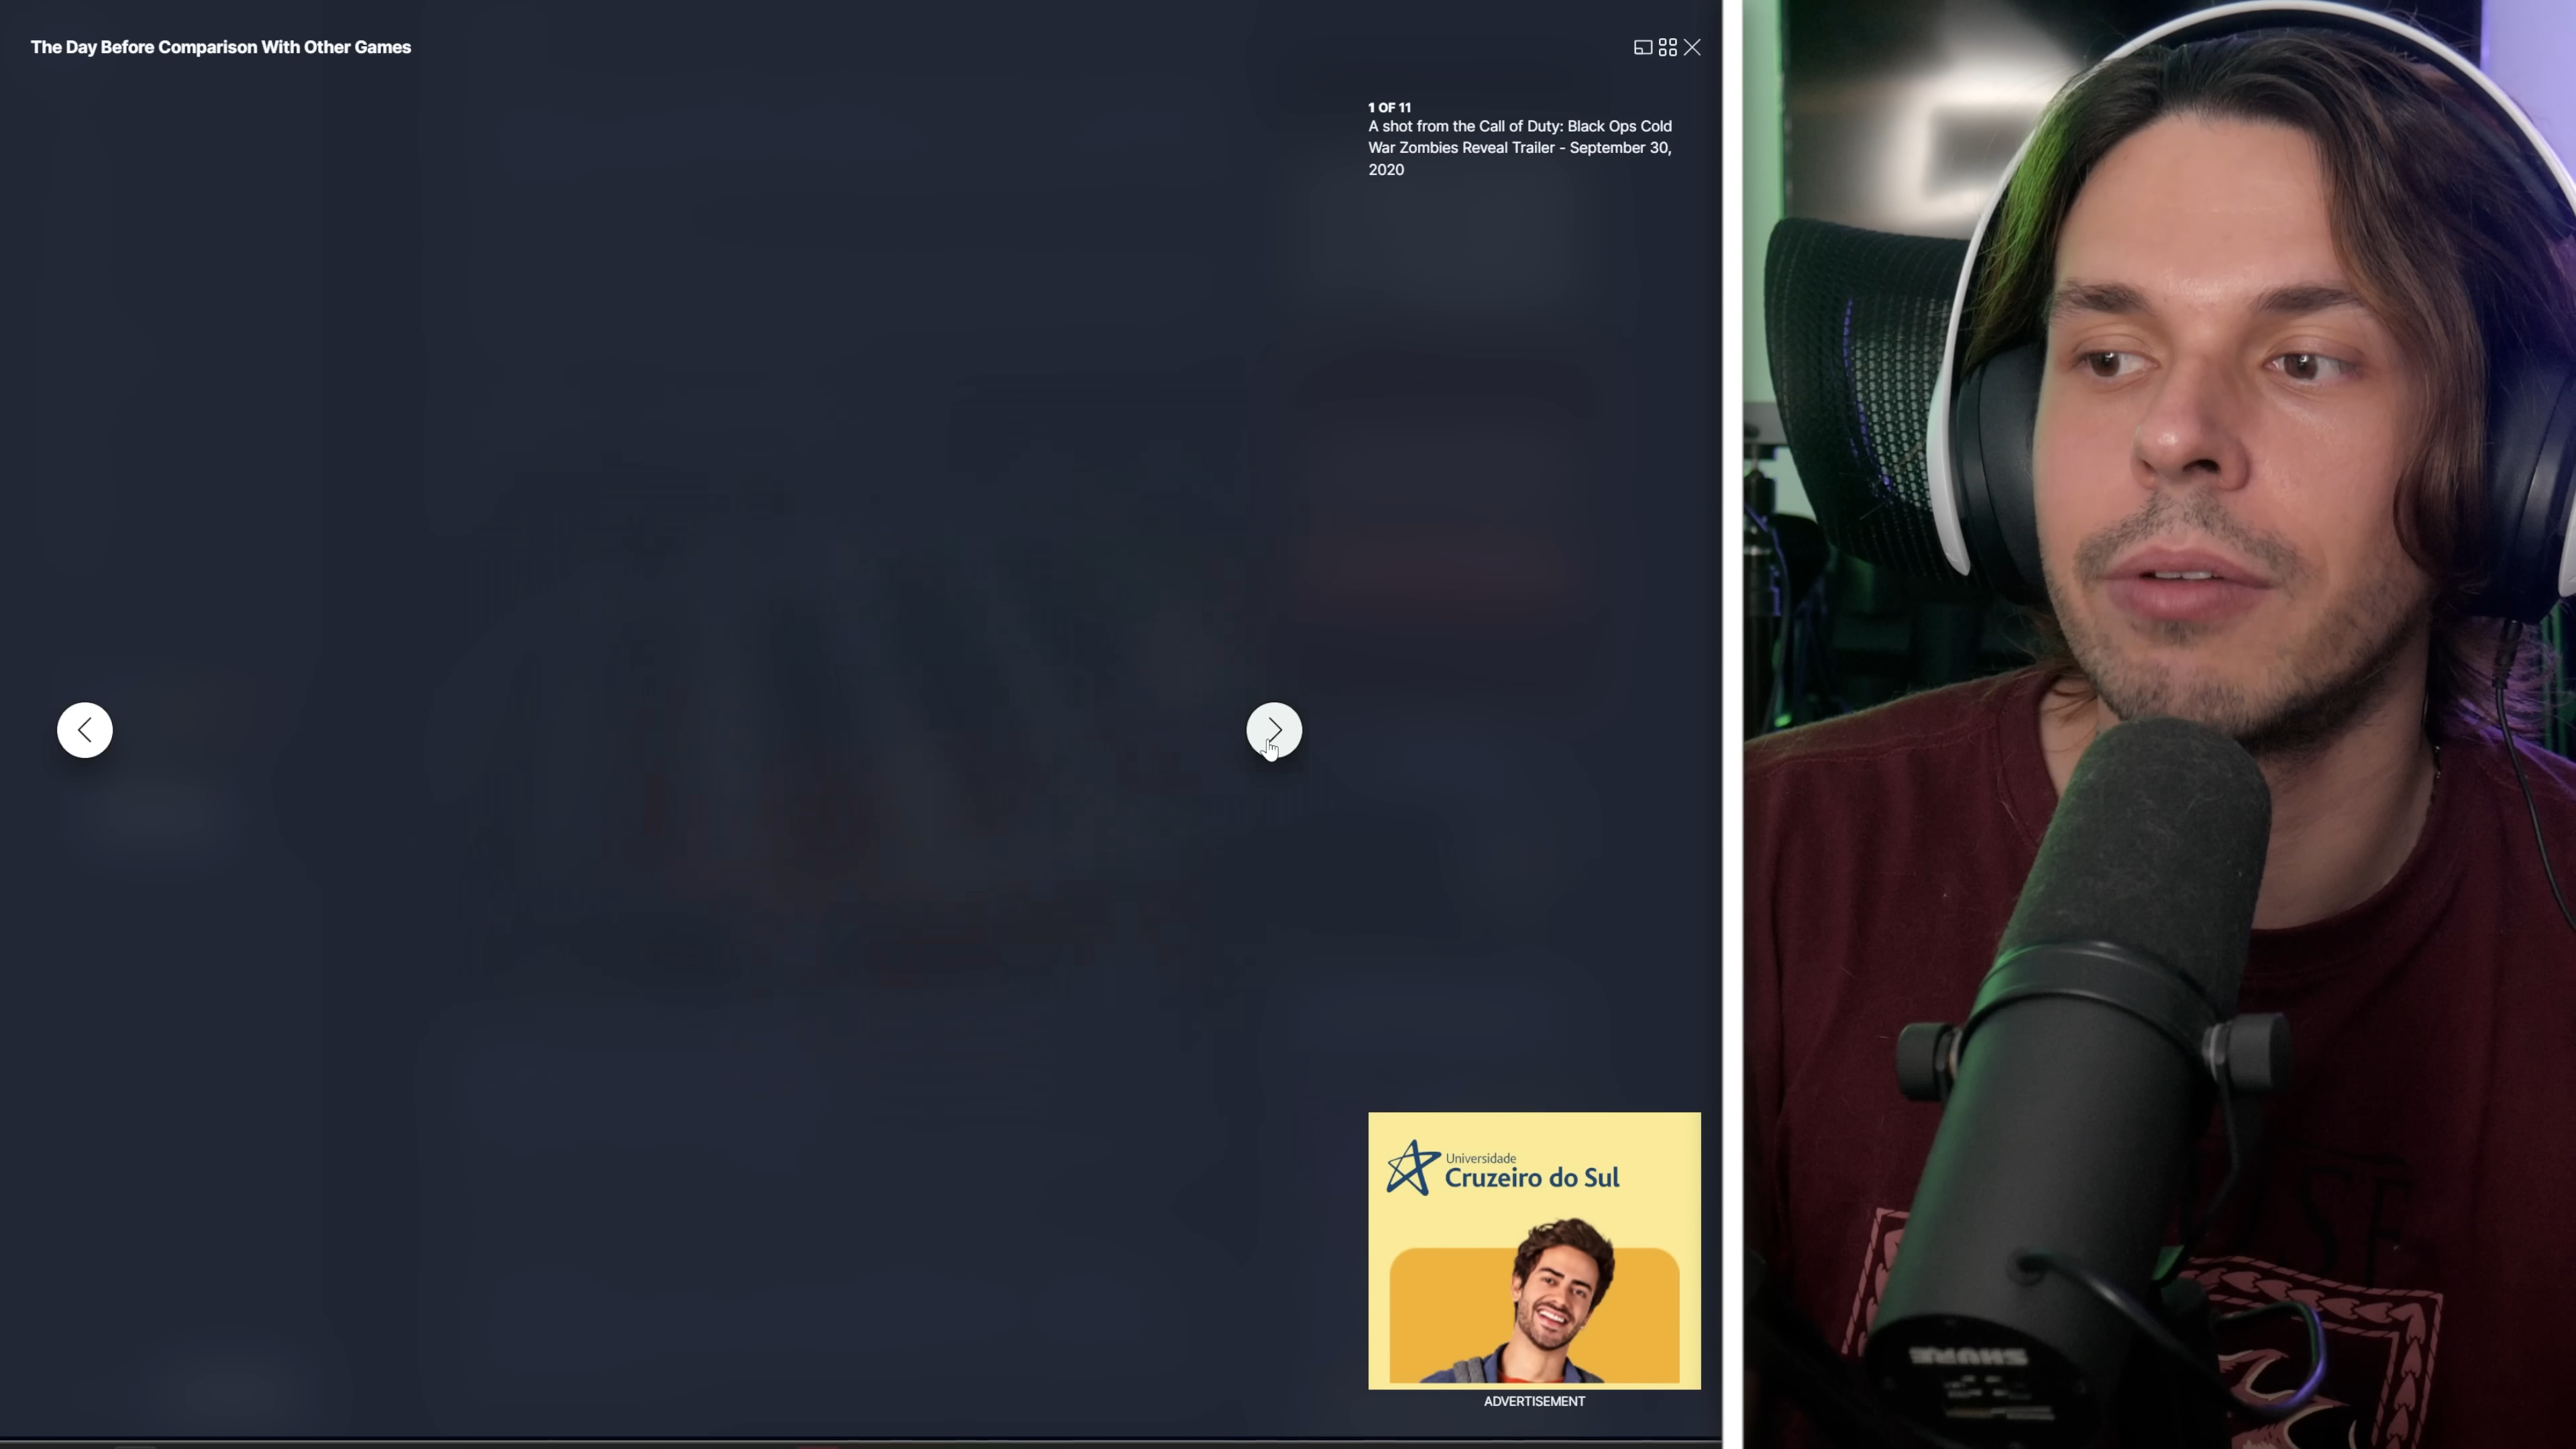 The Day Before Comparison With Other Games
1 OF 11
A shot from the Call of Duty: Black Ops Cold
War Zombies Reveal Trailer - September 30,
2020
Universidade
Cruzeiro do Sul
ADVERTISEMENT
SHURE